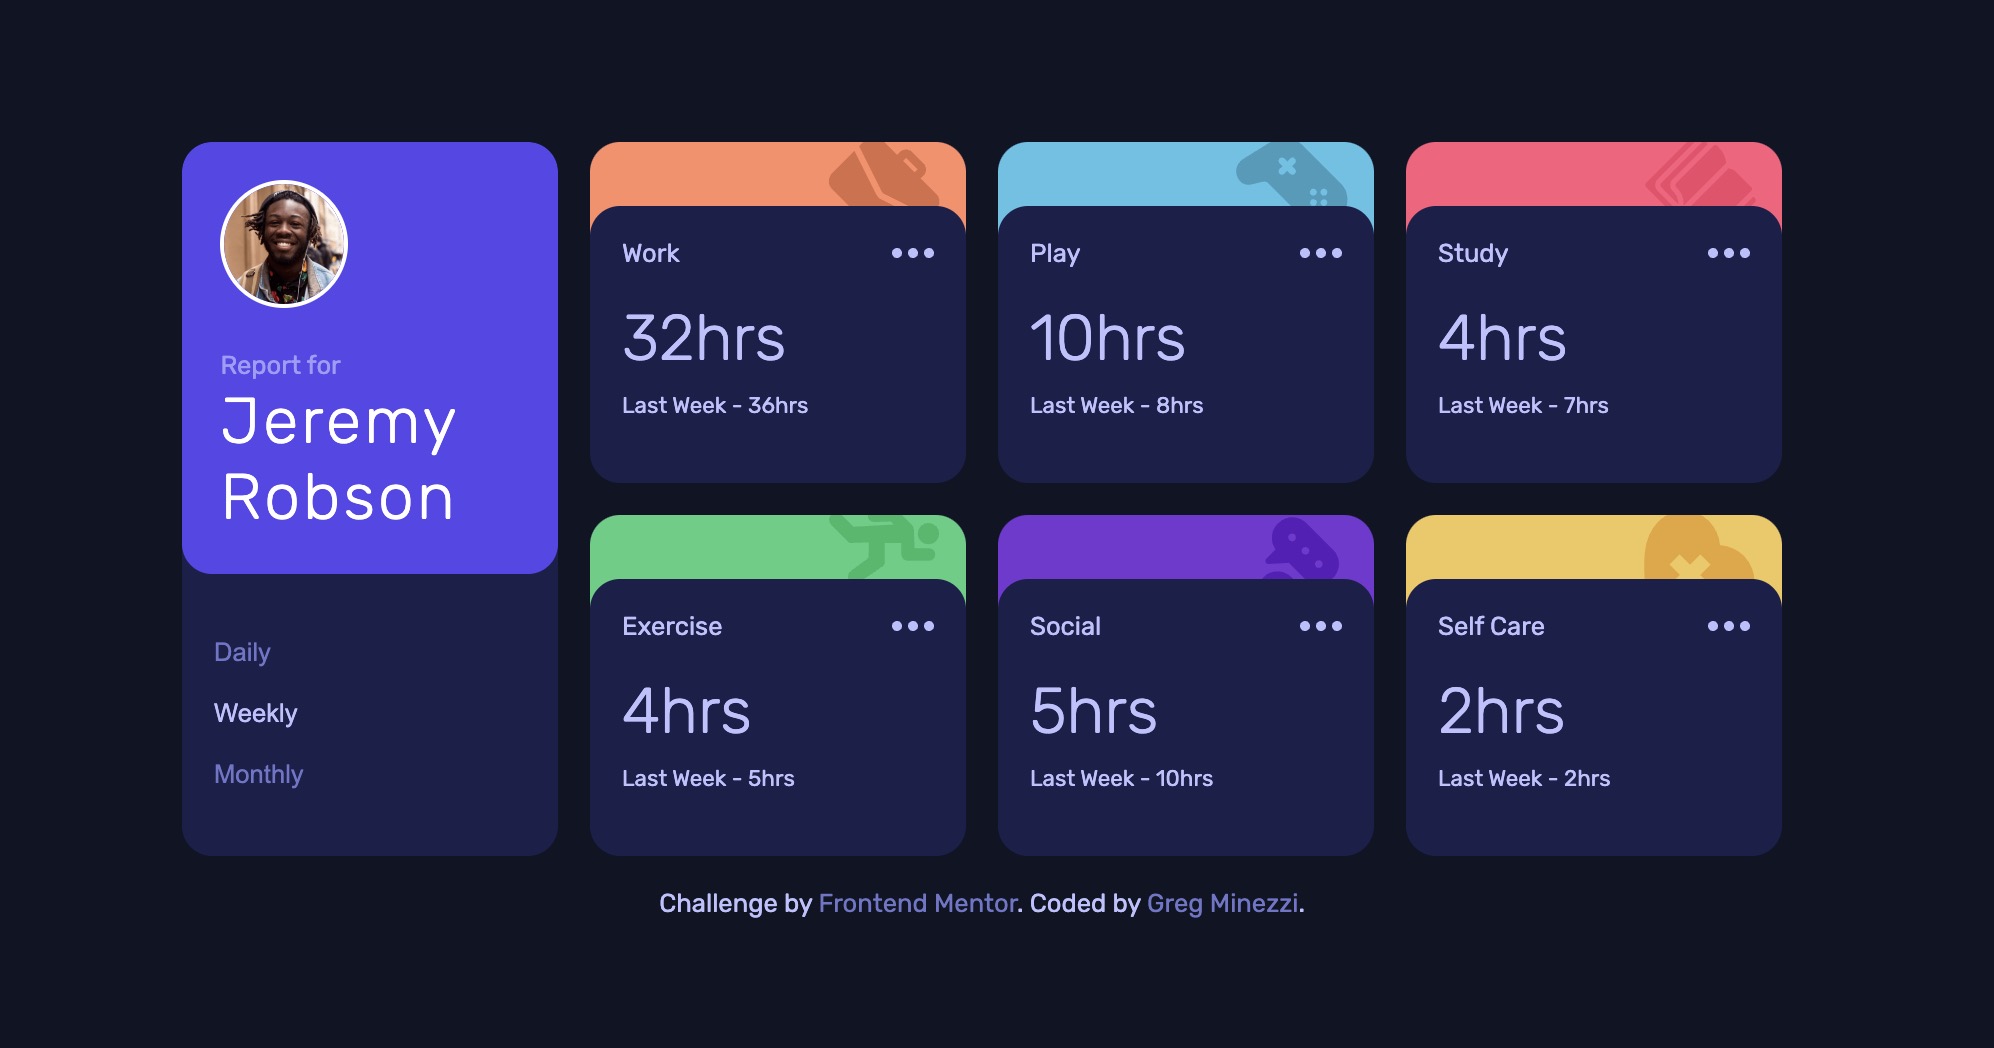 Report for
Jeremy
Robson
Daily
Weekly
Monthly
Work
32hrs
Last Week - 36hrs
Play
10hrs
Last Week - 8hrs
Study
4hrs
Last Week - 7hrs
Exercise
4hrs
Last Week - 5hrs
Social
5hrs
Last Week - 10hrs
Self Care
2hrs
Last Week - 2hrs
Challenge by Frontend Mentor. Coded by Greg Minezzi.